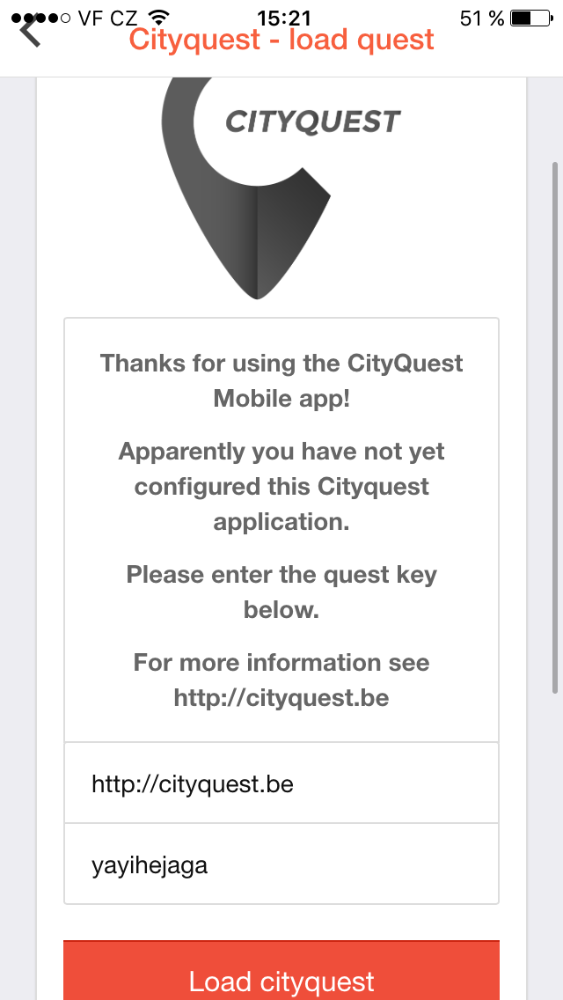 VF CZ 15:21 51 %
Cityquest - load quest
CITYQUEST
Thanks for using the CityQuest
Mobile app!
Apparently you have not yet
configured this Cityquest
application.
Please enter the quest key
below.
For more information see
http://cityquest.be
http://cityquest.be
yayihejaga
Load cityquest